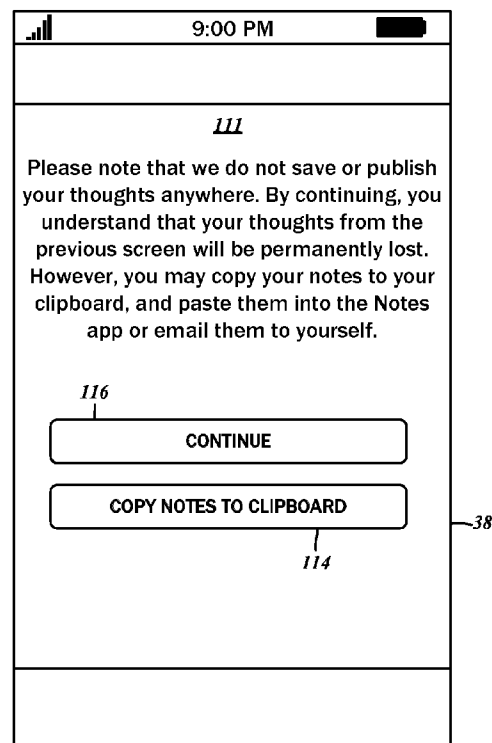 9:00 PM
111
Please note that we do not save or publish
your thoughts anywhere. By continuing, you
understand that your thoughts from the
previous screen will be permanently lost.
However, you may copy your notes to your
clipboard, and paste them into the Notes
app or email them to yourself.
116
CONTINUE
COPY NOTES TO CLIPBOARD
38
114